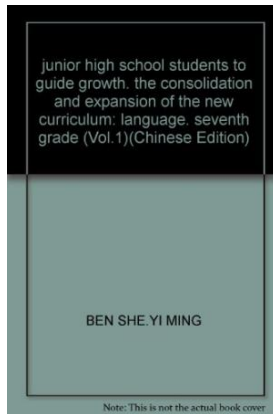 junior high school students to
guide growth. the consolidation
and expansion of the new
curriculum: language. seventh
grade (Vol.1)(Chinese Edition)
BEN SHE.YI MING
Note: This is not the actual book cover